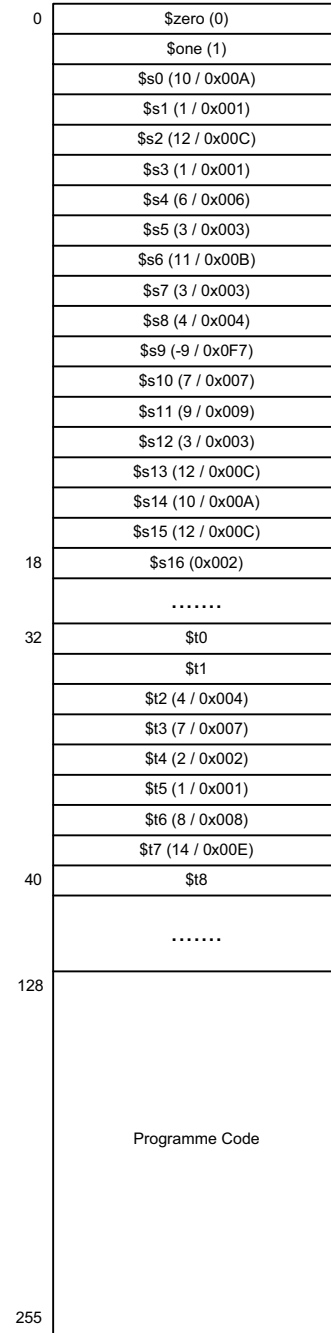 0 $zero (0)
$one (1)
$s0 (10 / 0x00A)
$s1 (1 / 0x001)
$s2 (12 / 0x00C)
$s3 (1 / 0x001)
$s4 (6 / 0x006)
$s5 (3 / 0x003)
$s6 (11 / 0x00B)
$s7 (3 / 0x003)
$s8 (4 / 0x004)
$s9 (-9 / 0x0F7)
$s10 (7 / 0x007)
$s11 (9 / 0x009)
$s12 (3 / 0x003)
$s13 (12 / 0x00C)
$s14 (10 / 0x00A)
$s15 (12 / 0x00C)
18 $s16 (0x002)
.......
32 $t0
$t1
$t2 (4 / 0x004)
$t3 (7 / 0x007)
$t4 (2 / 0x002)
$t5 (1 / 0x001)
$t6 (8 / 0x008)
$t7 (14 / 0x00E)
40 $t8
.......
128
Programme Code
255